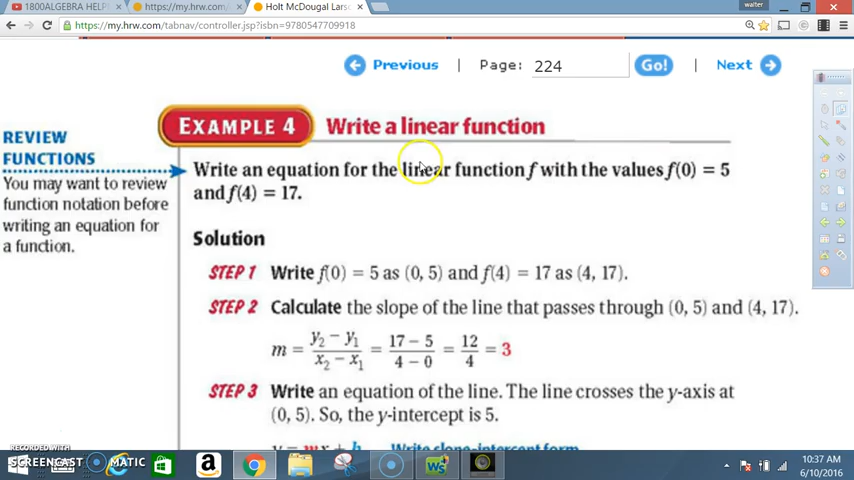 1800ALGEBRA HELP!
https://my.hrw.com/tabnav/
Holt McDougal Lars
walter
https://my.hrw.com/tabnav/controller.jsp?isbn=9780547709918
Previous | Page: 224 Go! | Next
EXAMPLE 4 Write a linear function
REVIEW
FUNCTIONS
You may want to review
function notation before
writing an equation for
a function.
Write an equation for the linear function f with the values f(0) = 5
and f(4) = 17.
Solution
STEP 1 Write f(0) = 5 as (0, 5) and f(4) = 17 as (4, 17).
STEP 2 Calculate the slope of the line that passes through (0, 5) and (4, 17).
m = y₂ − y₁ / x₂ − x₁ = 17 − 5 / 4 − 0 = 12 / 4 = 3
STEP 3 Write an equation of the line. The line crosses the y-axis at
(0, 5). So, the y-intercept is 5.
y = mx + b Write slope-intercept form
RECORDED WITH
SCREENCAST MATIC
10:37 AM
6/10/2016